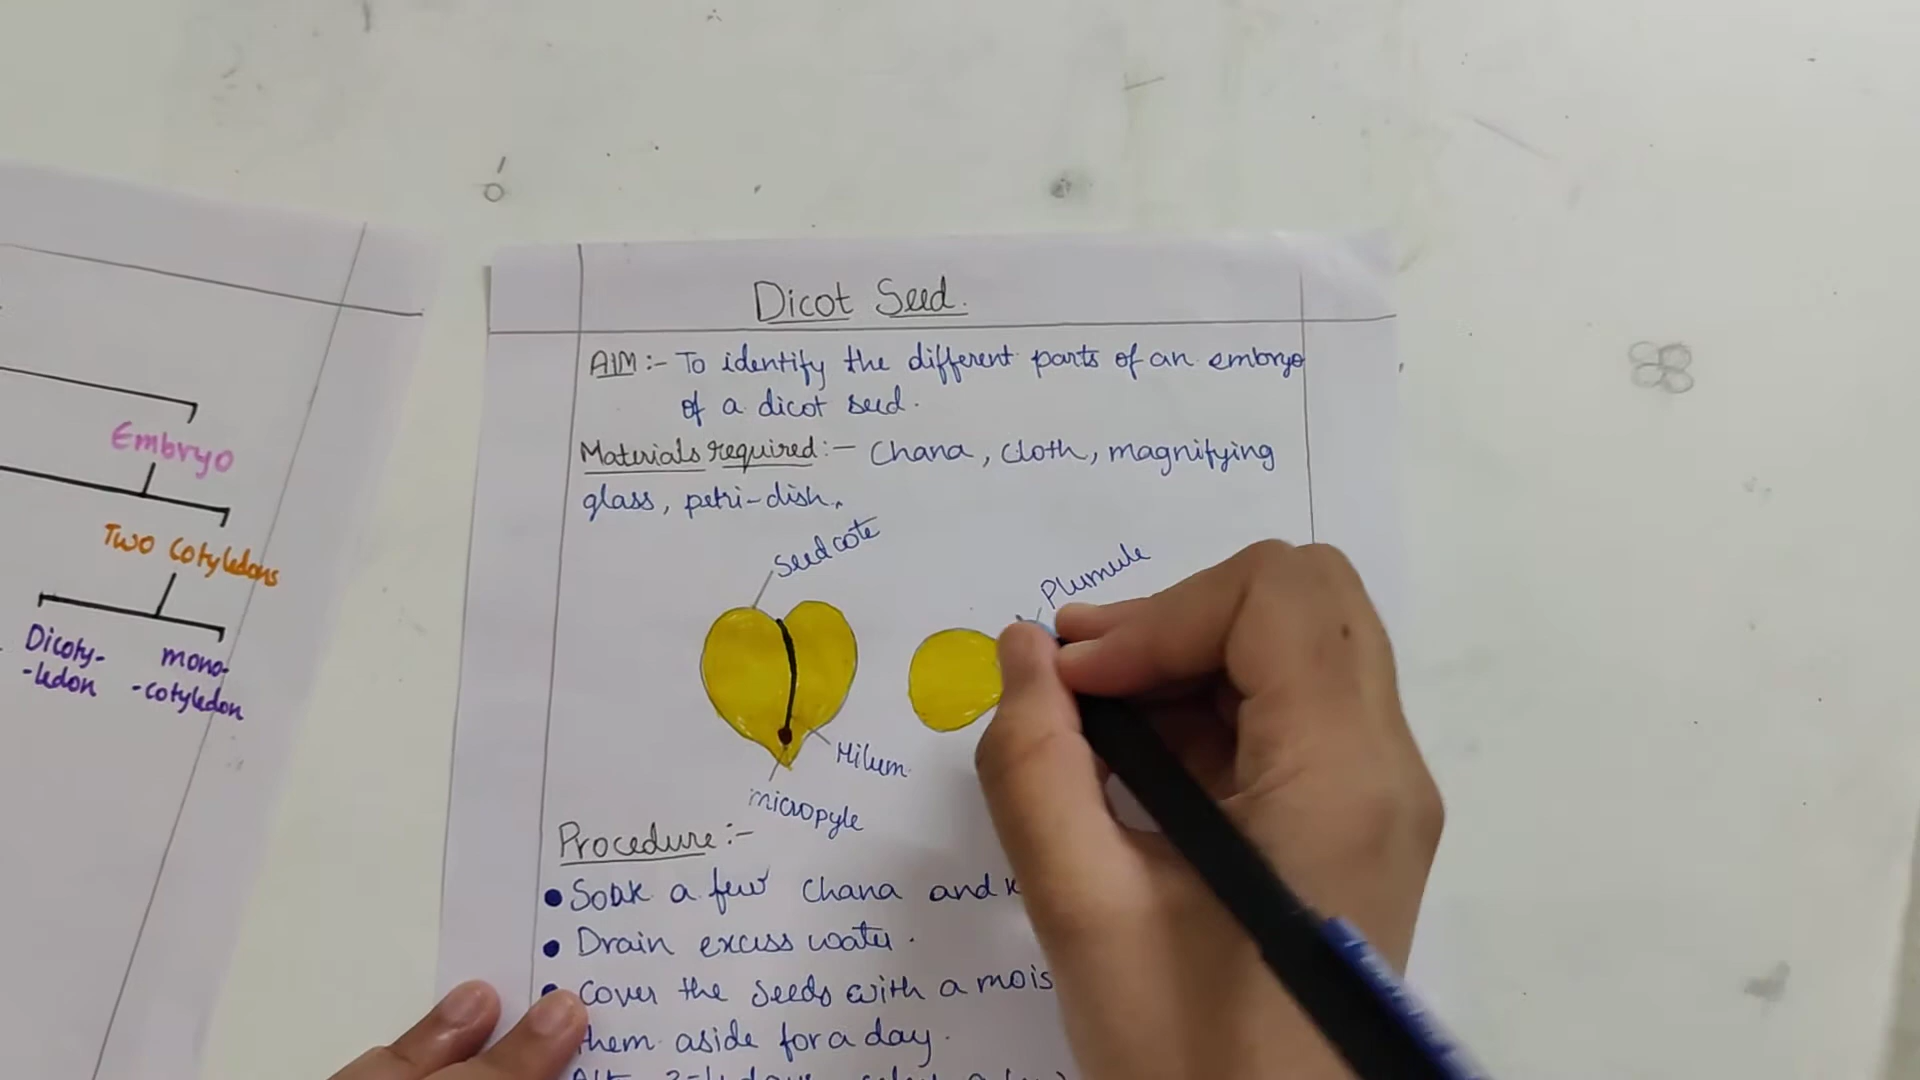 Embryo
Two Cotyledons
Dicoty-
-ledon
mono-
-cotyledon
Dicot Seed.
AIM :- To identify the different parts of an embryo
of a dicot seed.
Materials required :- Chana, cloth, magnifying
glass, petri-dish.
Seedcote
Plumule
Hilum
micropyle
Procedure :-
• Soak a few Chana and
• Drain excess water.
• Cover the seeds with a mois
them aside for a day.